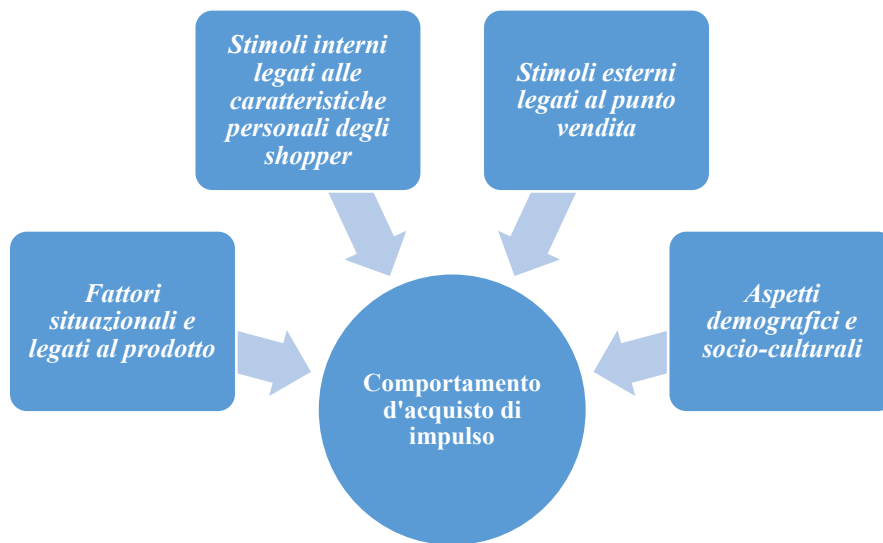 Stimoli interni
legati alle
caratteristiche
personali degli
shopper
Stimoli esterni
legati al punto
vendita
Fattori
situazionali e
legati al prodotto
Aspetti
demografici e
socio-culturali
Comportamento
d'acquisto di
impulso